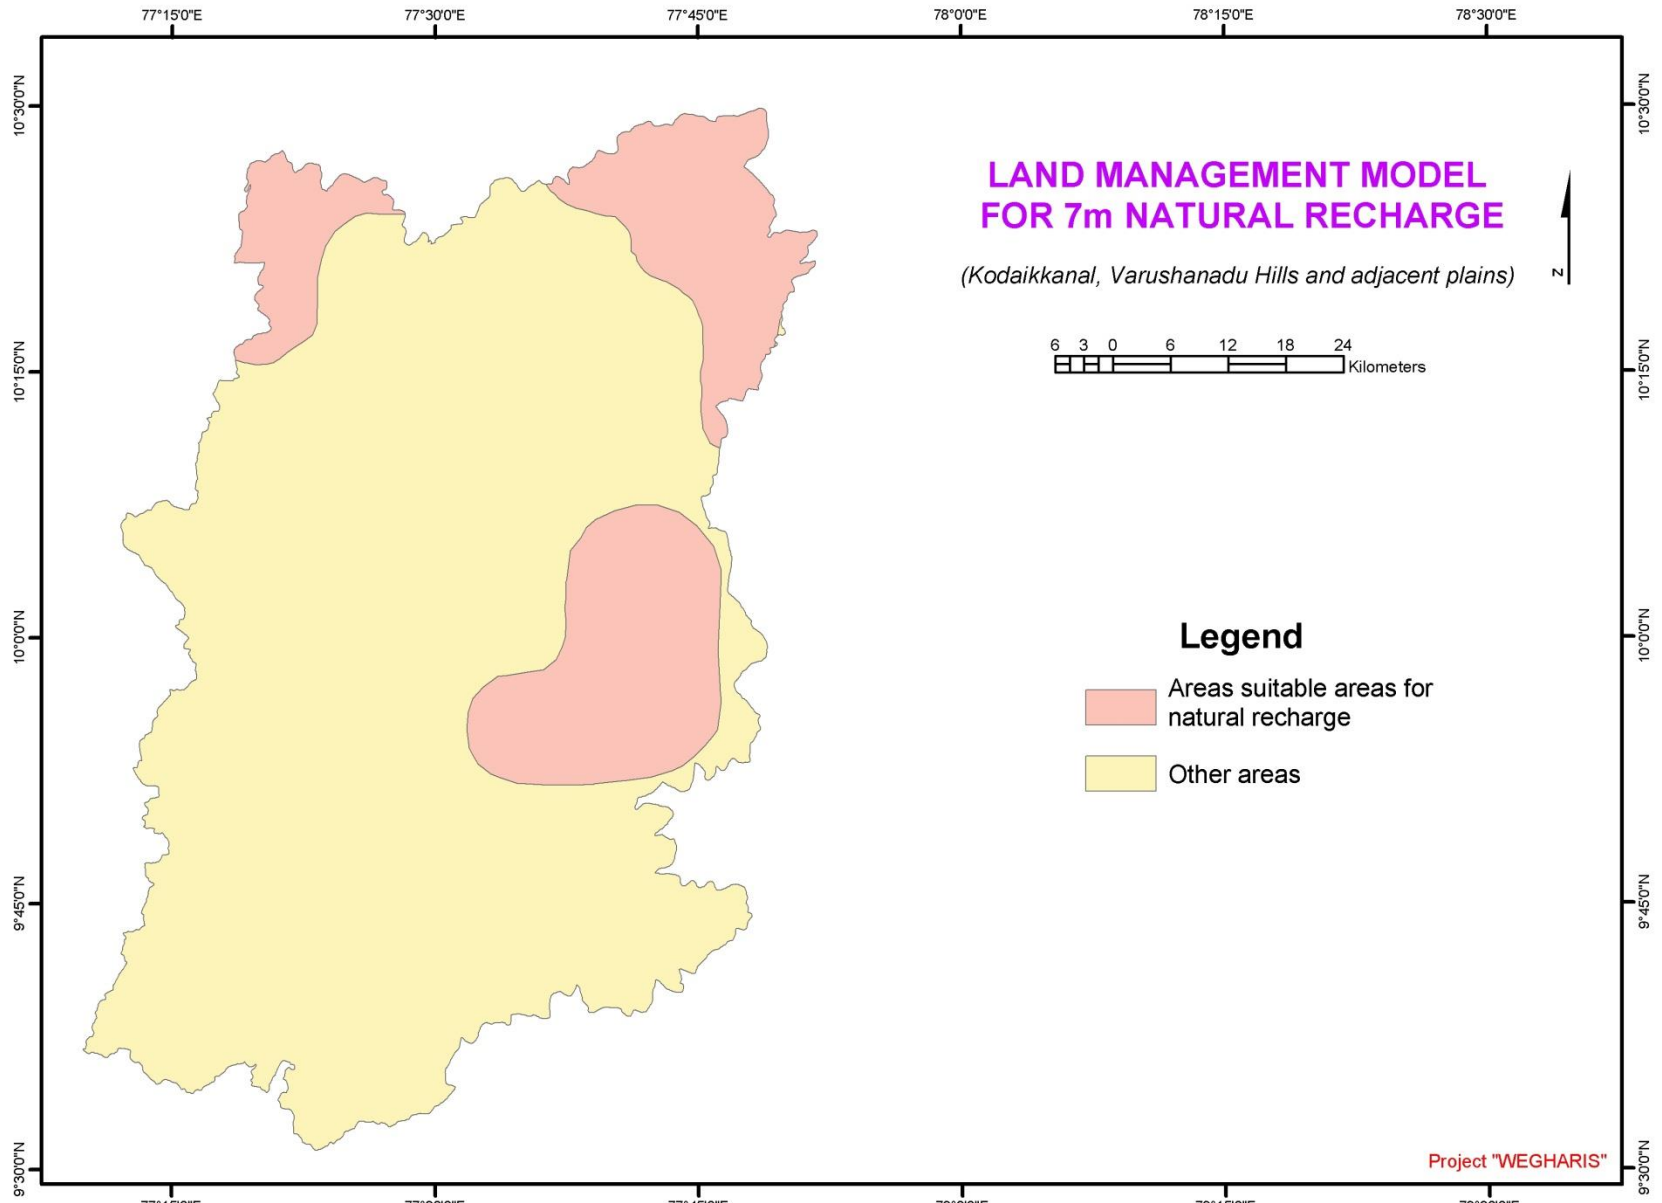 77°15'0"E 77°30'0"E 77°45'0"E 78°0'0"E 78°15'0"E 78°30'0"E
10°30'0"N 10°30'0"N
LAND MANAGEMENT MODEL
FOR 7m NATURAL RECHARGE
N
(Kodaikkanal, Varushanadu Hills and adjacent plains)
6 3 0 6 12 18 24
Kilometers
10°15'0"N 10°15'0"N
10°0'0"N 10°0'0"N
Legend
Areas suitable areas for
natural recharge
Other areas
9°45'0"N 9°45'0"N
Project "WEGHARIS"
9°30'0"N 9°30'0"N